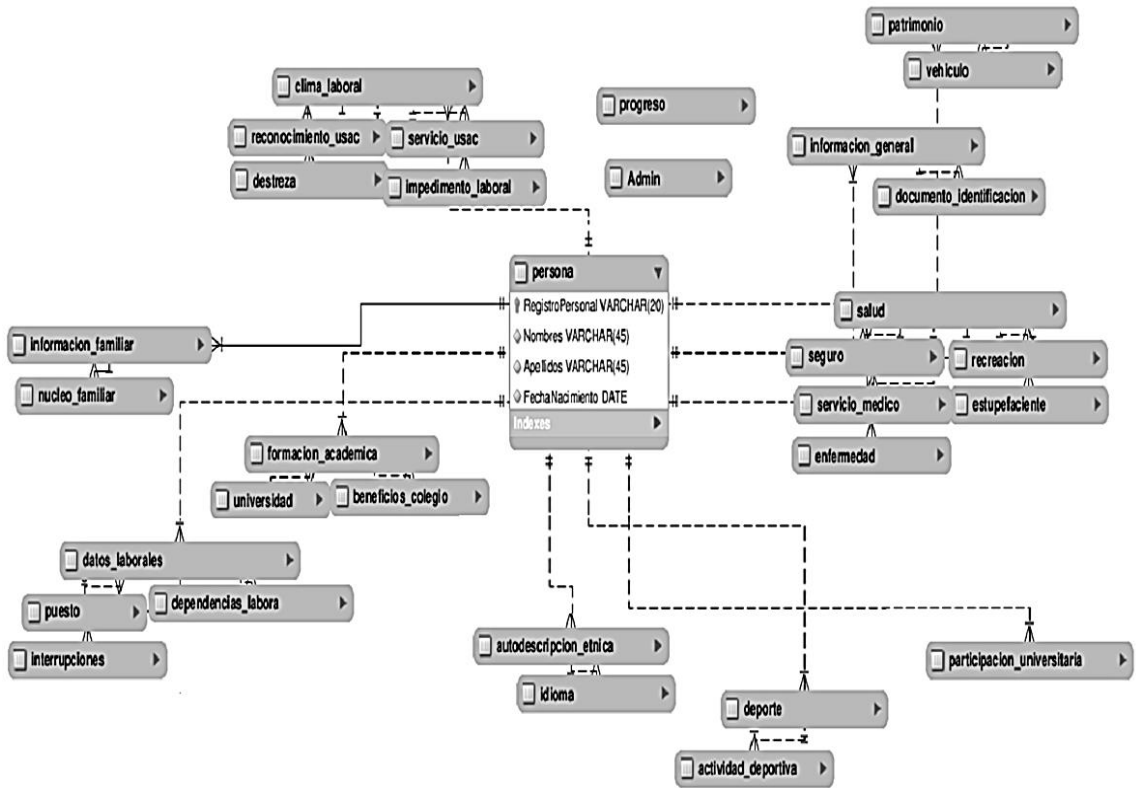 patrimonio
vehiculo
clima_laboral
progreso
reconocimiento_usac
servicio_usac
informacion_general
destreza
impedimento_laboral
Admin
documento_identificacion
persona
RegistroPersonal VARCHAR(20)
Nombres VARCHAR(45)
Apellidos VARCHAR(45)
FechaNacimiento DATE
Indexes
salud
informacion_familiar
seguro
recreacion
nucleo_familiar
servicio_medico
estupefaciente
formacion_academica
enfermedad
universidad
beneficios_colegio
datos_laborales
puesto
dependencias_labora
interrupciones
autodescripcion_etnica
participacion_universitaria
idioma
deporte
actividad_deportiva